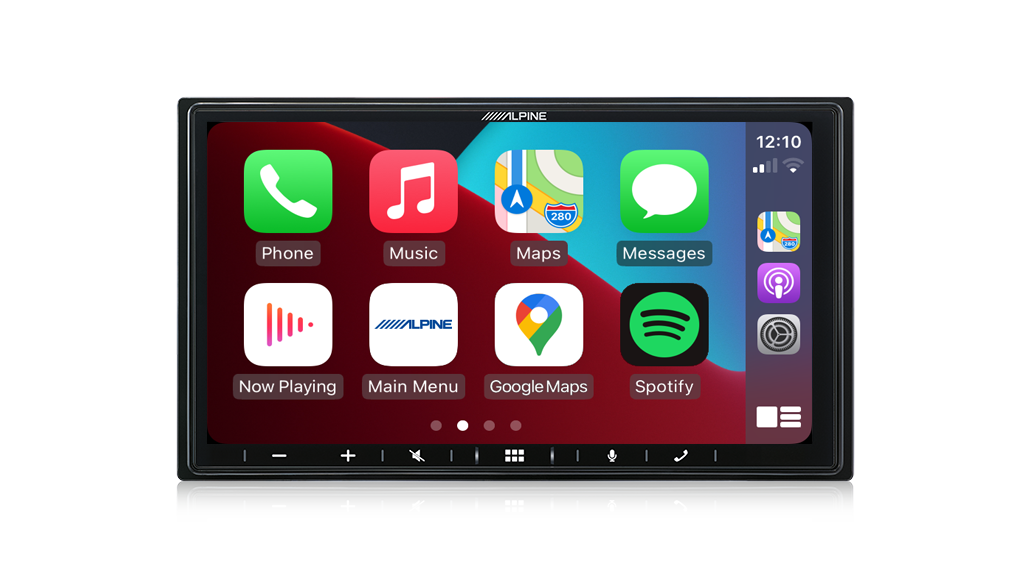 ALPINE
12:10
280
280
Phone
Music
Maps
Messages
ALPINE
Now Playing
Main Menu
Google Maps
Spotify